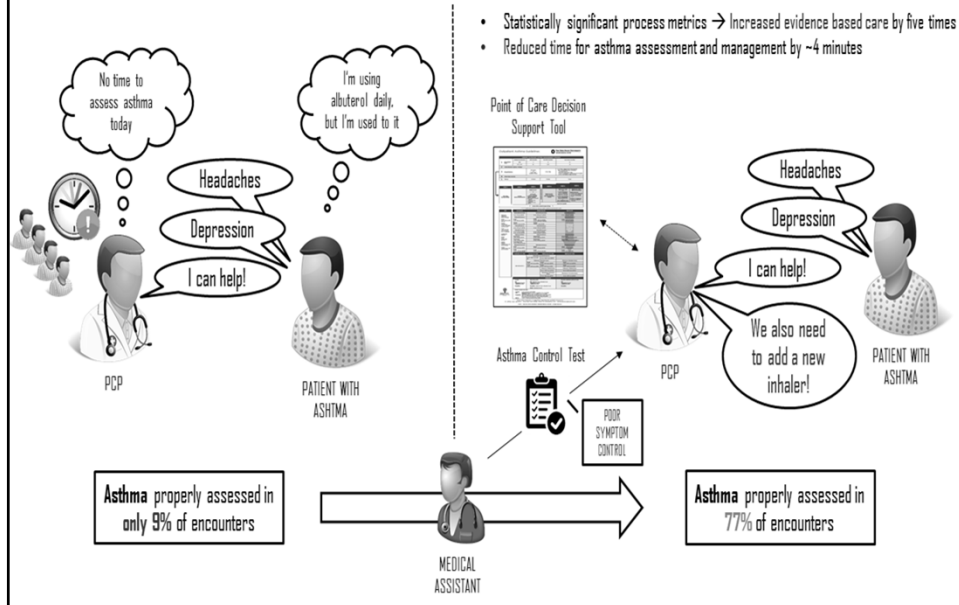 • Statistically significant process metrics → Increased evidence based care by five times
• Reduced time for asthma assessment and management by ~4 minutes
No time to
assess asthma
today
I'm using
albuterol daily,
but I'm used to it
Headaches
Depression
I can help!
!
PCP
PATIENT WITH
ASHTMA
Asthma properly assessed in
only 9% of encounters
Point of Care Decision
Support Tool
Asthma Control Test
POOR
SYMPTOM
CONTROL
MEDICAL
ASSISTANT
Headaches
Depression
I can help!
We also need
to add a new
inhaler!
PCP
PATIENT WITH
ASHTMA
Asthma properly assessed in
77% of encounters